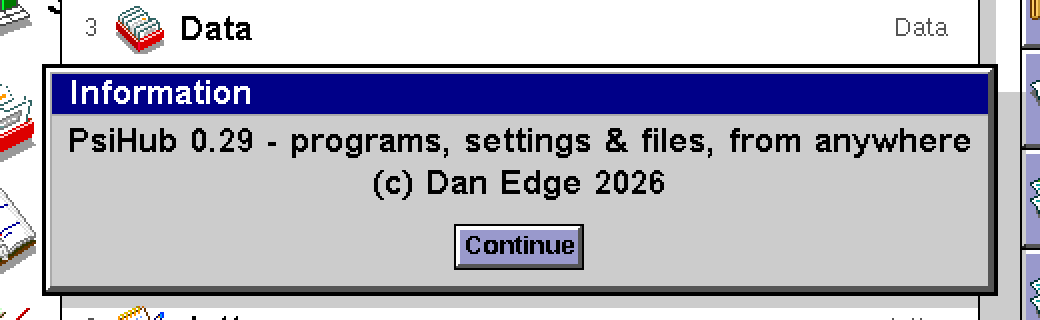 3 Data Data
Information
PsiHub 0.29 - programs, settings & files, from anywhere
(c) Dan Edge 2026
Continue